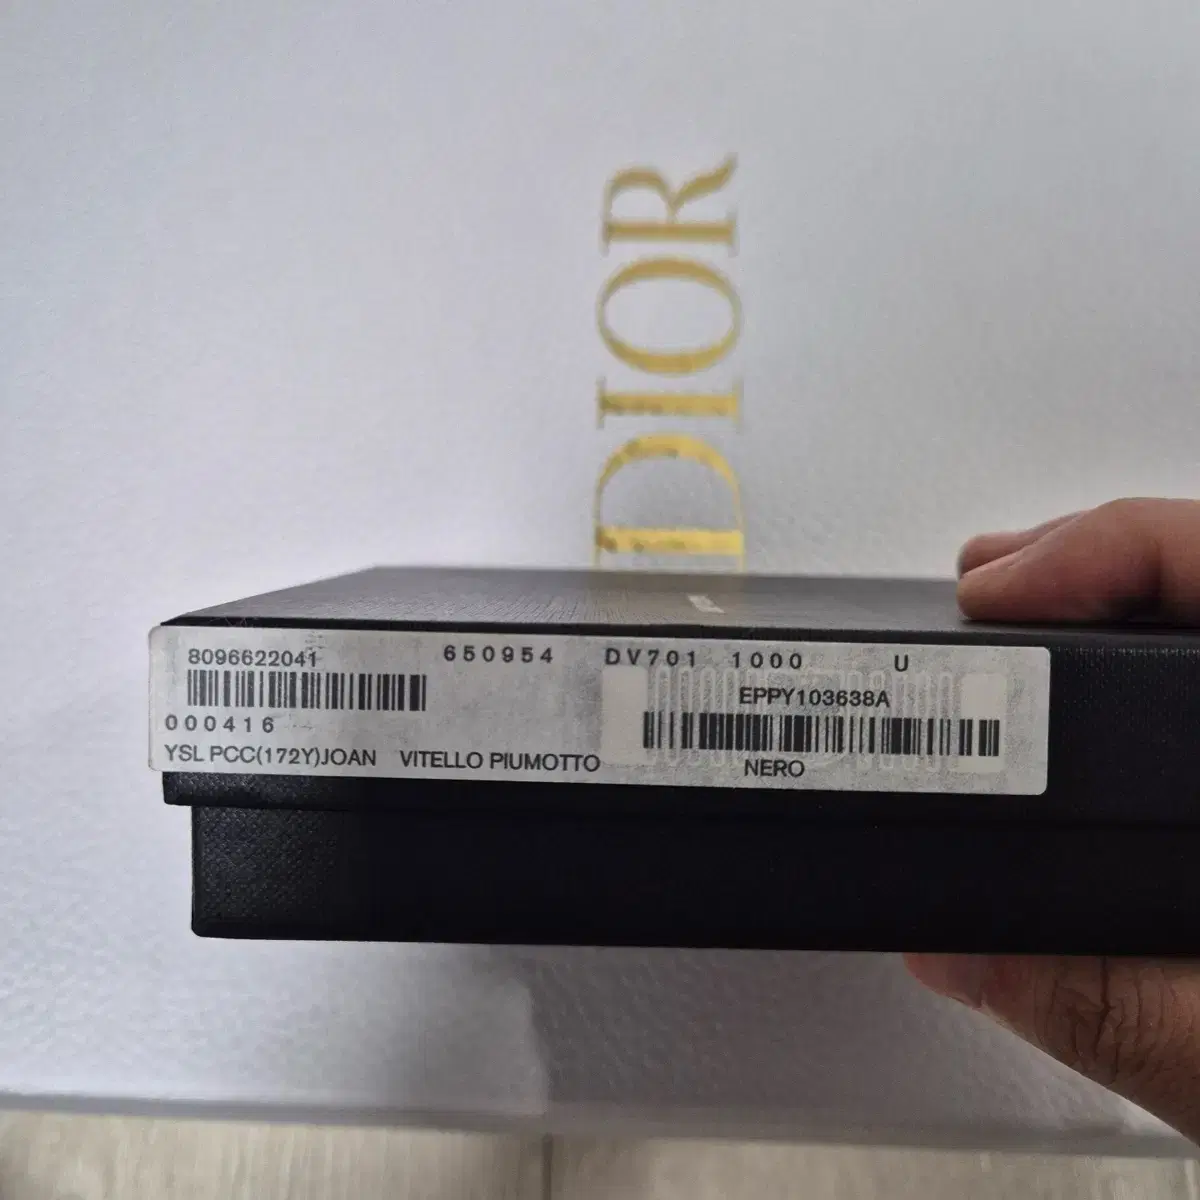 DIOR
8096622041 650954 DV701 1000 U
EPPY103638A
000416
YSL PCC(172Y)JOAN VITELLO PIUMOTTO
NERO